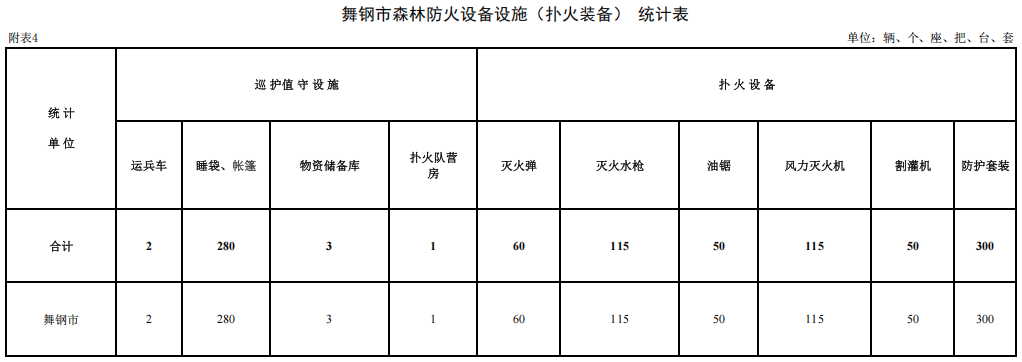 舞钢市森林防火设备设施（扑火装备） 统计表
附表4 单位：辆、个、座、把、台、套
统 计
单 位
巡 护值 守 设 施 扑 火 设 备
运兵车 睡袋、帐篷 物资储备库 扑火队营
房 灭火弹 灭火水枪 油锯 风力灭火机 割灌机 防护套装
合计 2 280 3 1 60 115 50 115 50 300
舞钢市 2 280 3 1 60 115 50 115 50 300